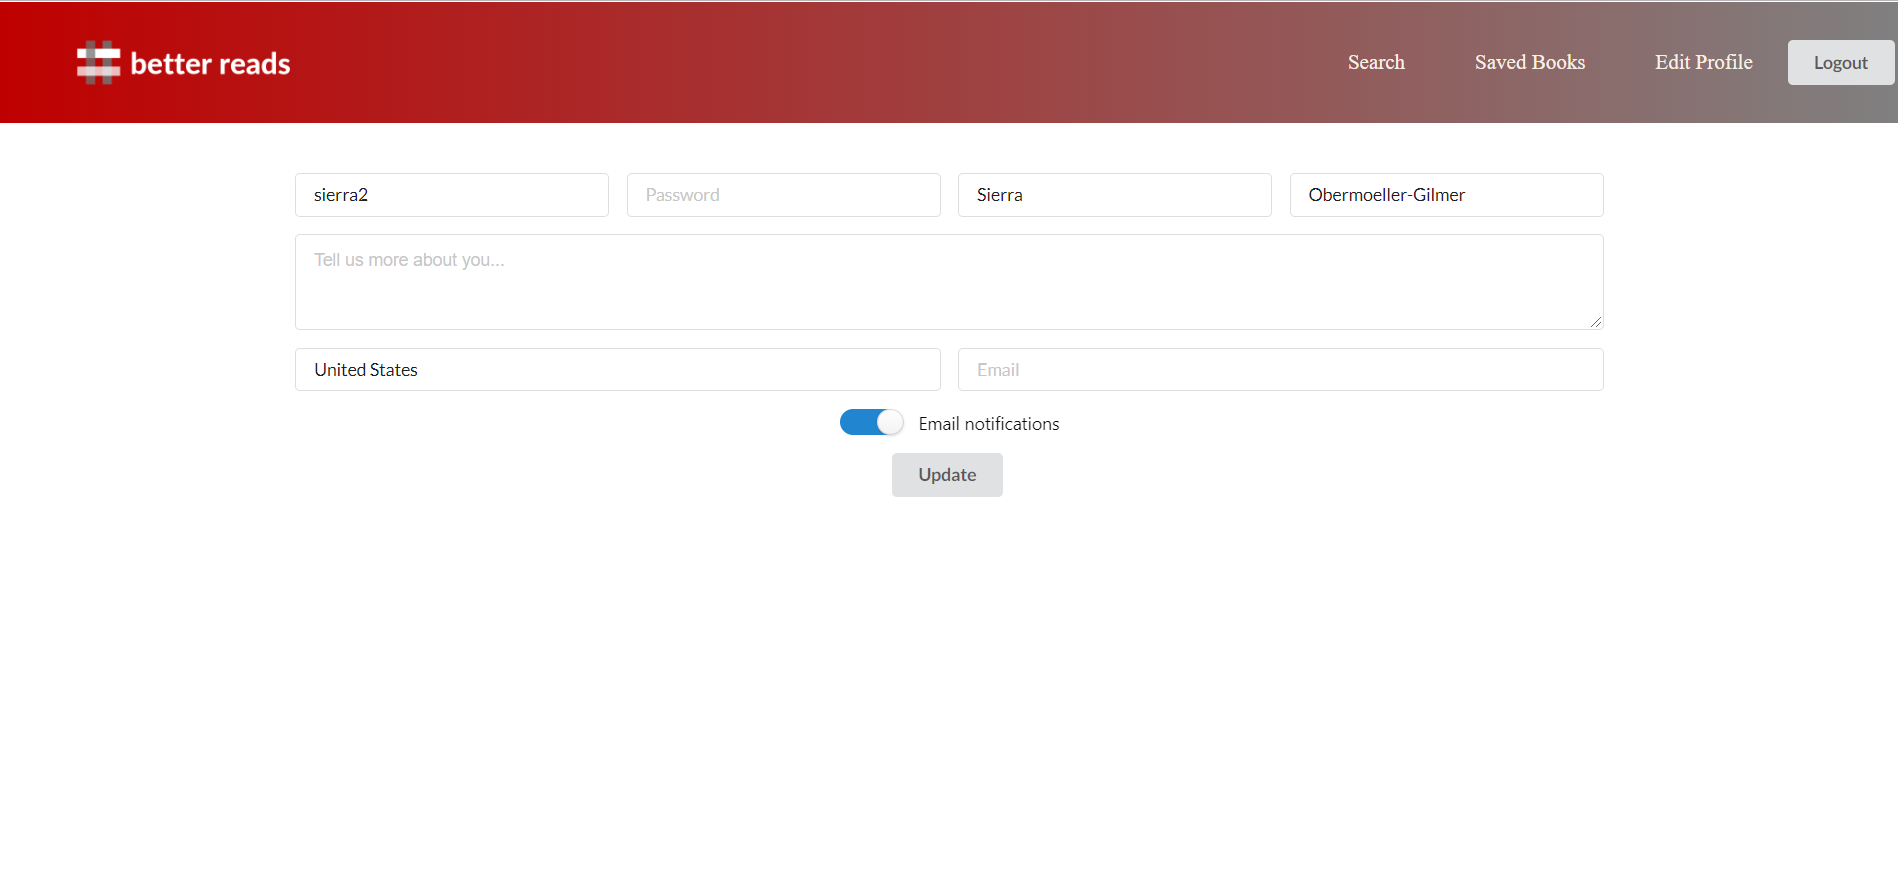 better reads
Search Saved Books Edit Profile Logout
sierra2 Password Sierra Obermoeller-Gilmer
Tell us more about you...
United States Email
Email notifications
Update